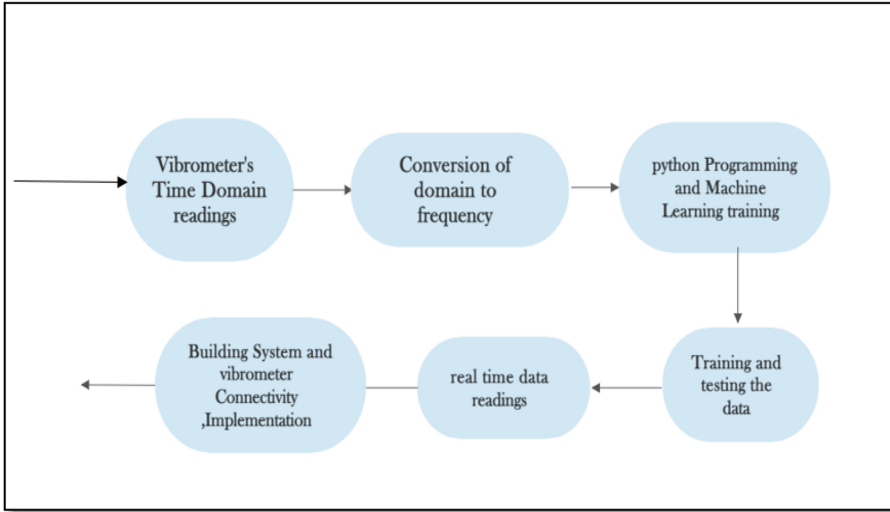 Vibrometer's
Time Domain
readings
Conversion of
domain to
frequency
python Programming
and Machine
Learning training
Training and
testing the
data
real time data
readings
Building System and
vibrometer
Connectivity
,Implementation